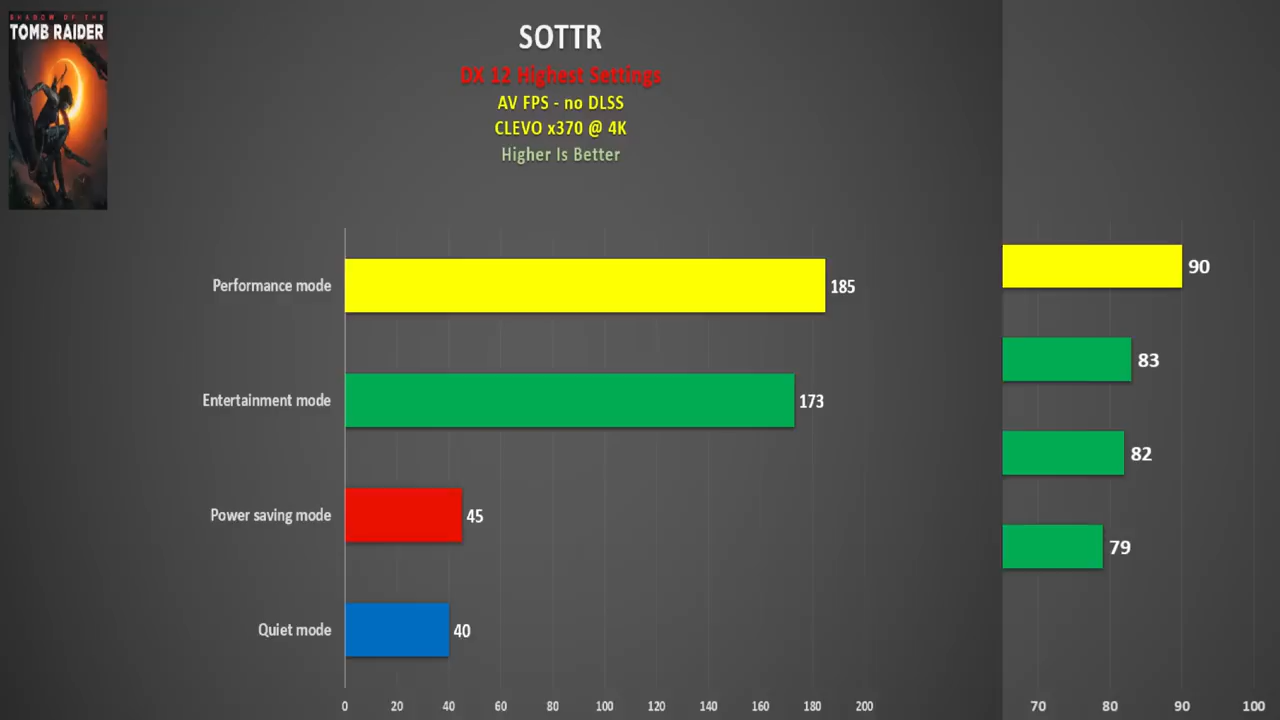 SHADOW OF THE
TOMB RAIDER
SOTTR
DX 12 Highest Settings
AV FPS - no DLSS
CLEVO x370 @ 4K
Higher Is Better
Performance mode 185
Entertainment mode 173
Power saving mode 45
Quiet mode 40
0 20 40 60 80 100 120 140 160 180 200
90
83
82
79
70 80 90 100